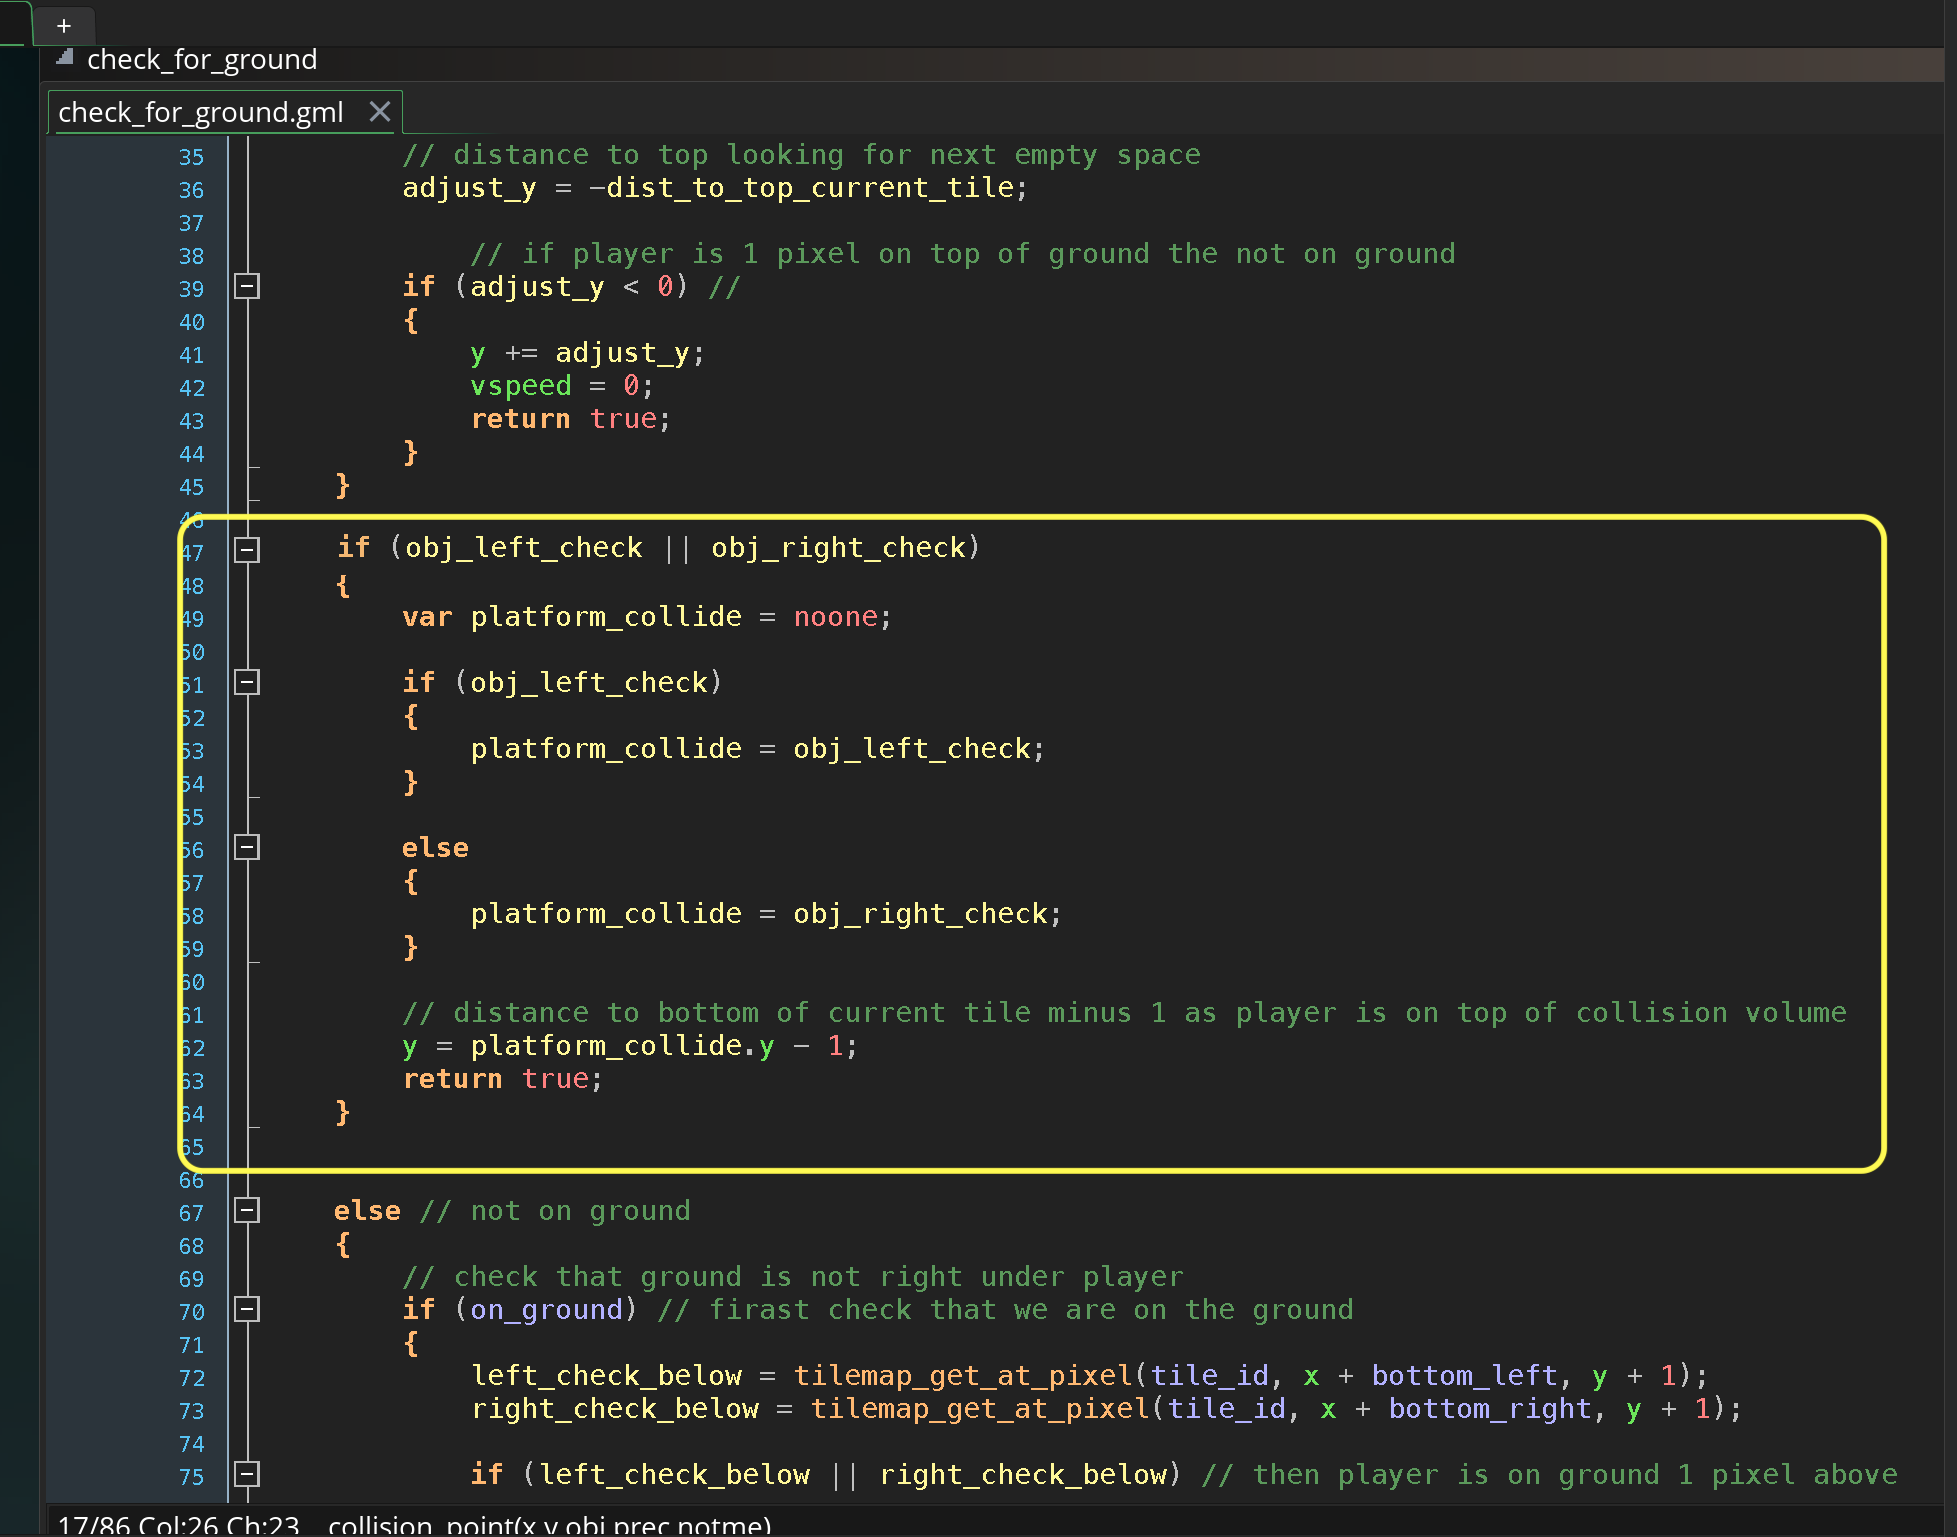 +
check_for_ground
check_for_ground.gml
35 // distance to top looking for next empty space
36 adjust_y = -dist_to_top_current_tile;
37
38 // if player is 1 pixel on top of ground the not on ground
39 if (adjust_y < 0) //
40 {
41 y += adjust_y;
42 vspeed = 0;
43 return true;
44 }
45 }
46
47 if (obj_left_check || obj_right_check)
48 {
49 var platform_collide = noone;
50
51 if (obj_left_check)
52 {
53 platform_collide = obj_left_check;
54 }
55
56 else
57 {
58 platform_collide = obj_right_check;
59 }
60
61 // distance to bottom of current tile minus 1 as player is on top of collision volume
62 y = platform_collide.y - 1;
63 return true;
64 }
65
66
67 else // not on ground
68 {
69 // check that ground is not right under player
70 if (on_ground) // firast check that we are on the ground
71 {
72 left_check_below = tilemap_get_at_pixel(tile_id, x + bottom_left, y + 1);
73 right_check_below = tilemap_get_at_pixel(tile_id, x + bottom_right, y + 1);
74
75 if (left_check_below || right_check_below) // then player is on ground 1 pixel above
17/86 Col:26 Ch:23 collision_point(x,y,obj,prec,notme)